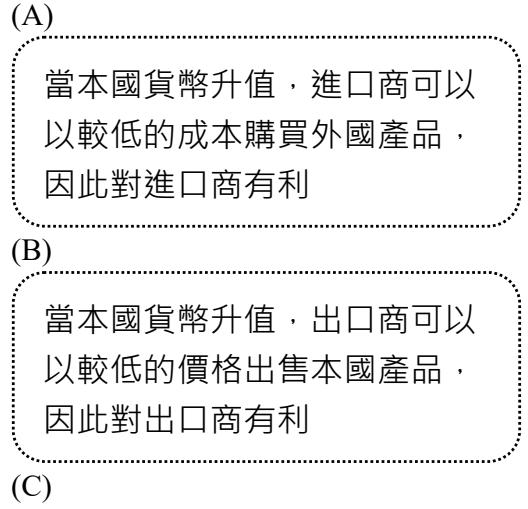 (A)
當本國貨幣升值，進口商可以
以較低的成本購買外國產品，
因此對進口商有利
(B)
當本國貨幣升值，出口商可以
以較低的價格出售本國產品，
因此對出口商有利
(C)